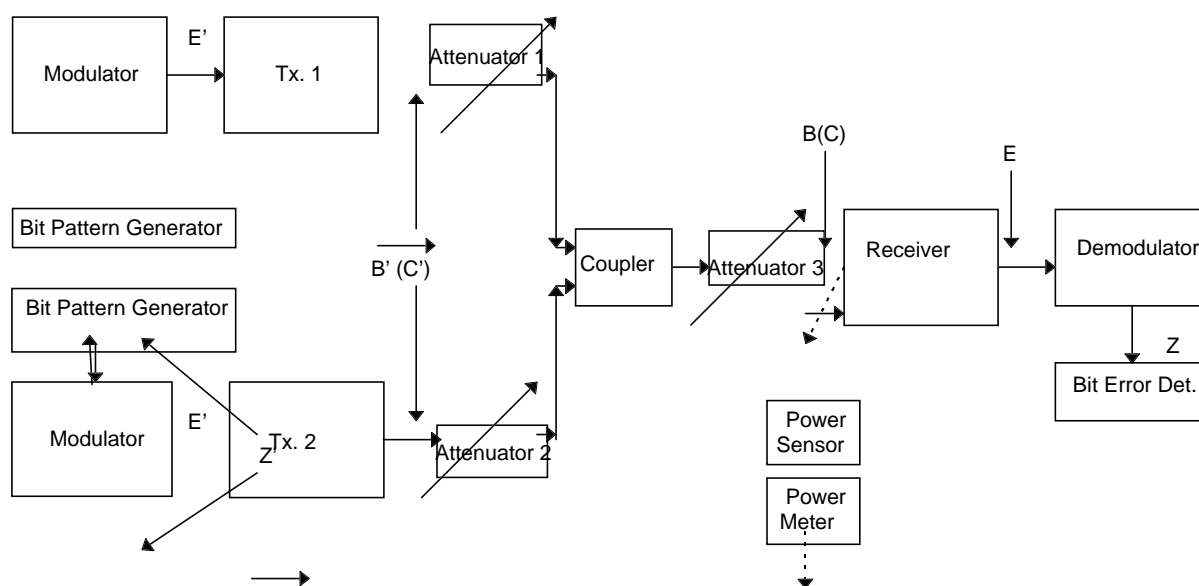 E’
Modulator
Tx. 1
Attenuator 1
B(C)
E
Bit Pattern Generator
B’ (C’)
Coupler
Attenuator 3
Receiver
Demodulator
Bit Pattern Generator
Z
Bit Error Det.
Modulator
E’
Z’
Tx. 2
Attenuator 2
Power
Sensor
Power
Meter